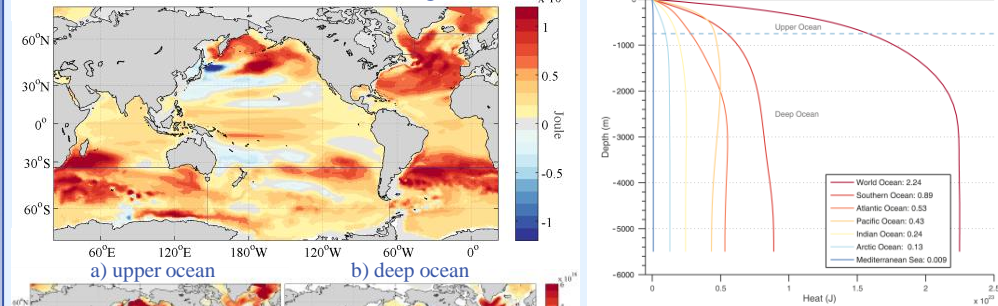 60°N
30°N
0°
30°S
60°S
60°E
120°E
180°W
120°W
60°W
0°
1
0.5
0
-0.5
-1
Joule
a) upper ocean
b) deep ocean
60°N
Upper Ocean
Deep Ocean
-1000
-2000
-3000
-4000
-5000
-6000
Depth (m)
World Ocean: 2.24
Southern Ocean: 0.89
Atlantic Ocean: 0.53
Pacific Ocean: 0.43
Indian Ocean: 0.24
Arctic Ocean: 0.13
Mediterranean Sea: 0.009
0
0.5
1
1.5
2
Heat (J)